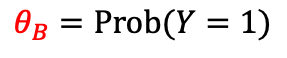 θ_B = Prob(Y = 1)